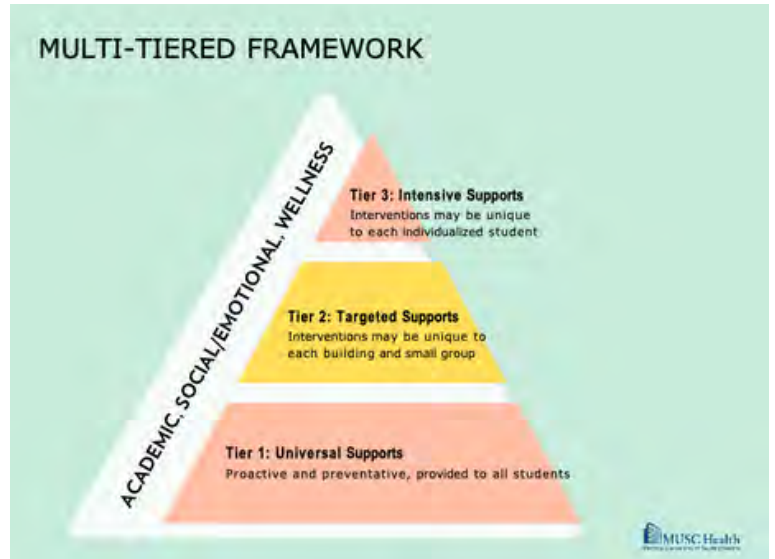 MULTI-TIERED FRAMEWORK
ACADEMIC, SOCIAL/EMOTIONAL, WELLNESS
Tier 3: Intensive Supports
Interventions may be unique
to each individualized student
Tier 2: Targeted Supports
Interventions may be unique to
each building and small group
Tier 1: Universal Supports
Proactive and preventative, provided to all students
MUSC Health